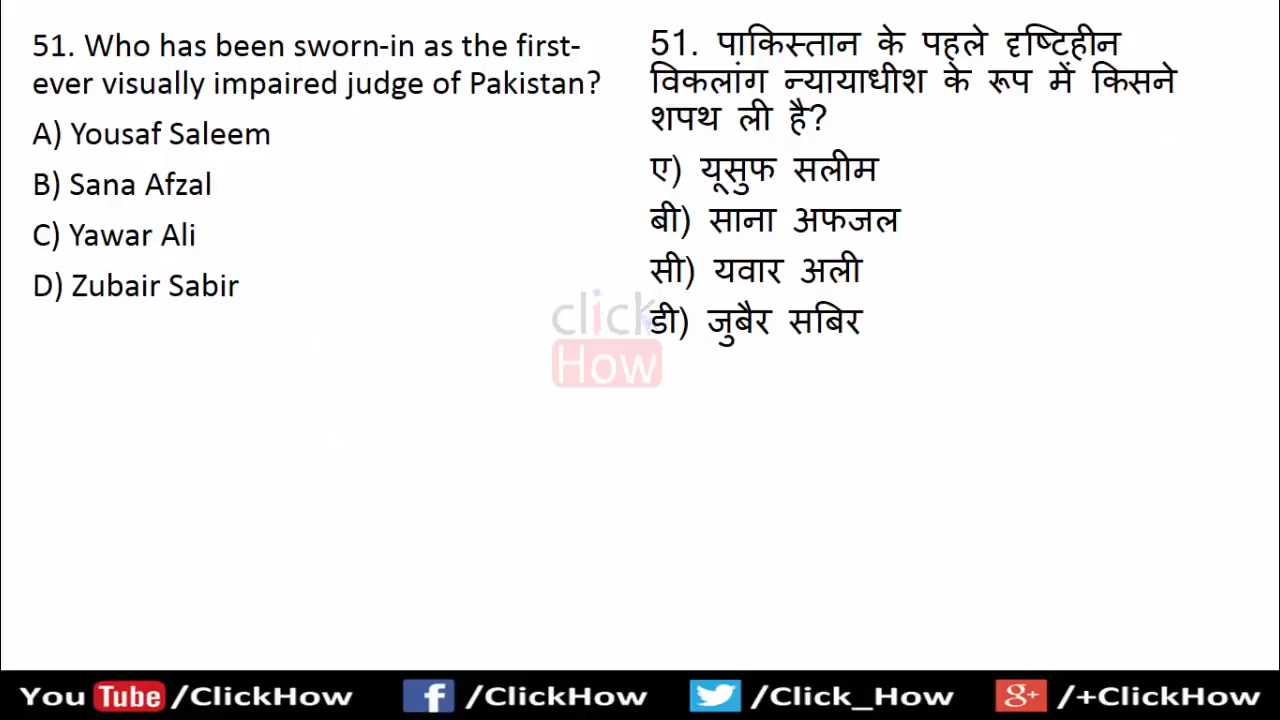 51. Who has been sworn-in as the first-
ever visually impaired judge of Pakistan?
A) Yousaf Saleem
B) Sana Afzal
C) Yawar Ali
D) Zubair Sabir
51. पाकिस्तान के पहले दृष्टिहीन
विकलांग न्यायाधीश के रूप में किसने
शपथ ली है?
ए) यूसुफ सलीम
बी) साना अफजल
सी) यवार अली
डी) जुबैर सबिर
click
How
You Tube /ClickHow f /ClickHow /Click_How g+ /+ClickHow